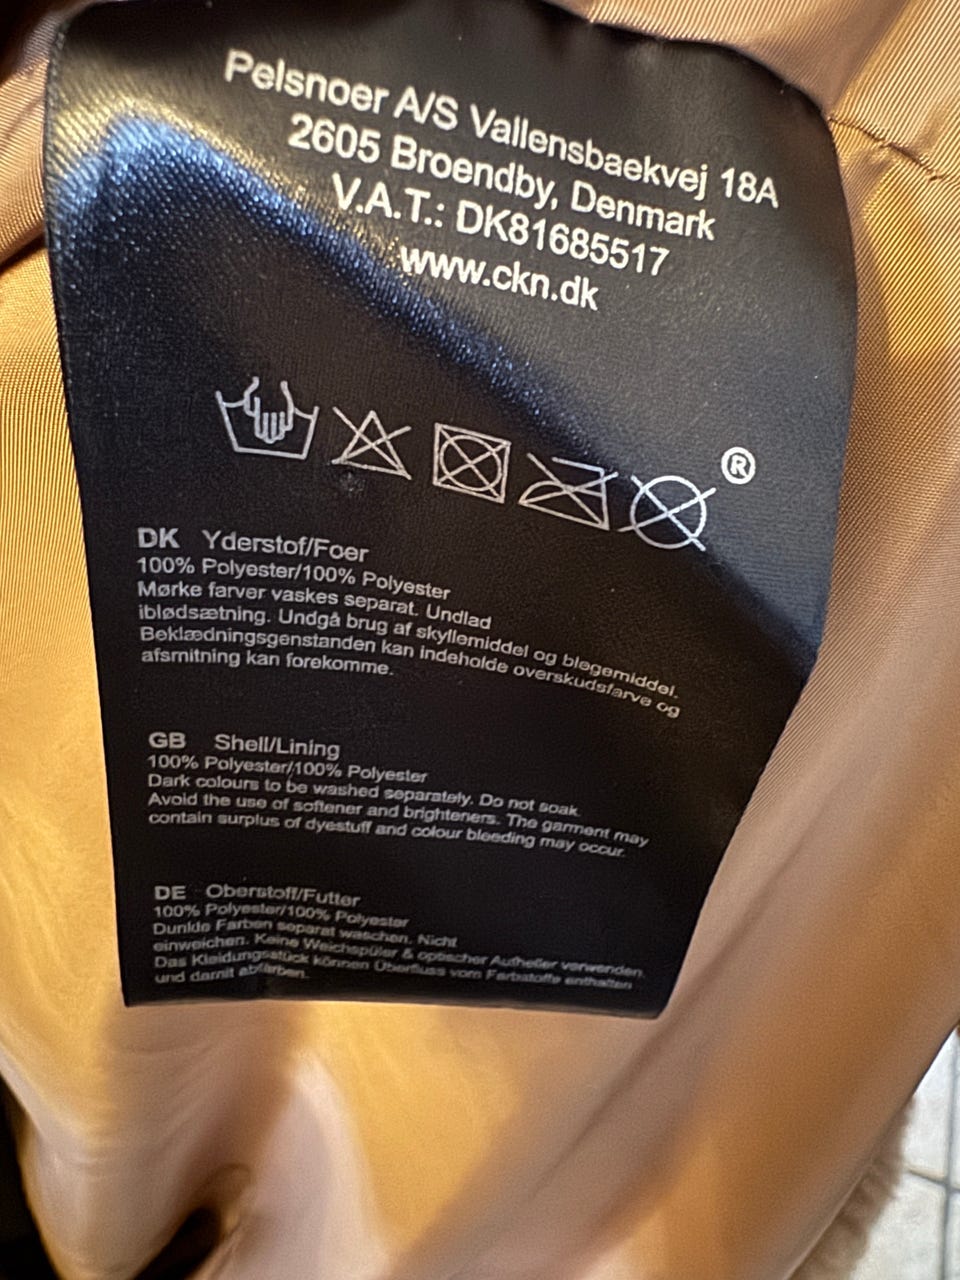 Pelsnoer A/S Vallensbaekvej 18A
2605 Broendby, Denmark
V.A.T.: DK81685517
www.ckn.dk
®
DK Yderstof/Foer
100% Polyester/100% Polyester
Mørke farver vaskes separat. Undlad
iblødsætning. Undgå brug af skyllemiddel og blegemiddel.
Beklædningsgenstanden kan indeholde overskudsfarve og
afsmitning kan forekomme.
GB Shell/Lining
100% Polyester/100% Polyester
Dark colours to be washed separately. Do not soak.
Avoid the use of softener and brighteners. The garment may
contain surplus of dyestuff and colour bleeding may occur.
DE Oberstoff/Futter
100% Polyester/100% Polyester
Dunkle Farben separat waschen. Nicht
einweichen. Keine Weichspüler & optischer Aufheller verwenden.
Das Kleidungsstück können Überfluss vom Farbstoffe enthalten
und damit abfärben.